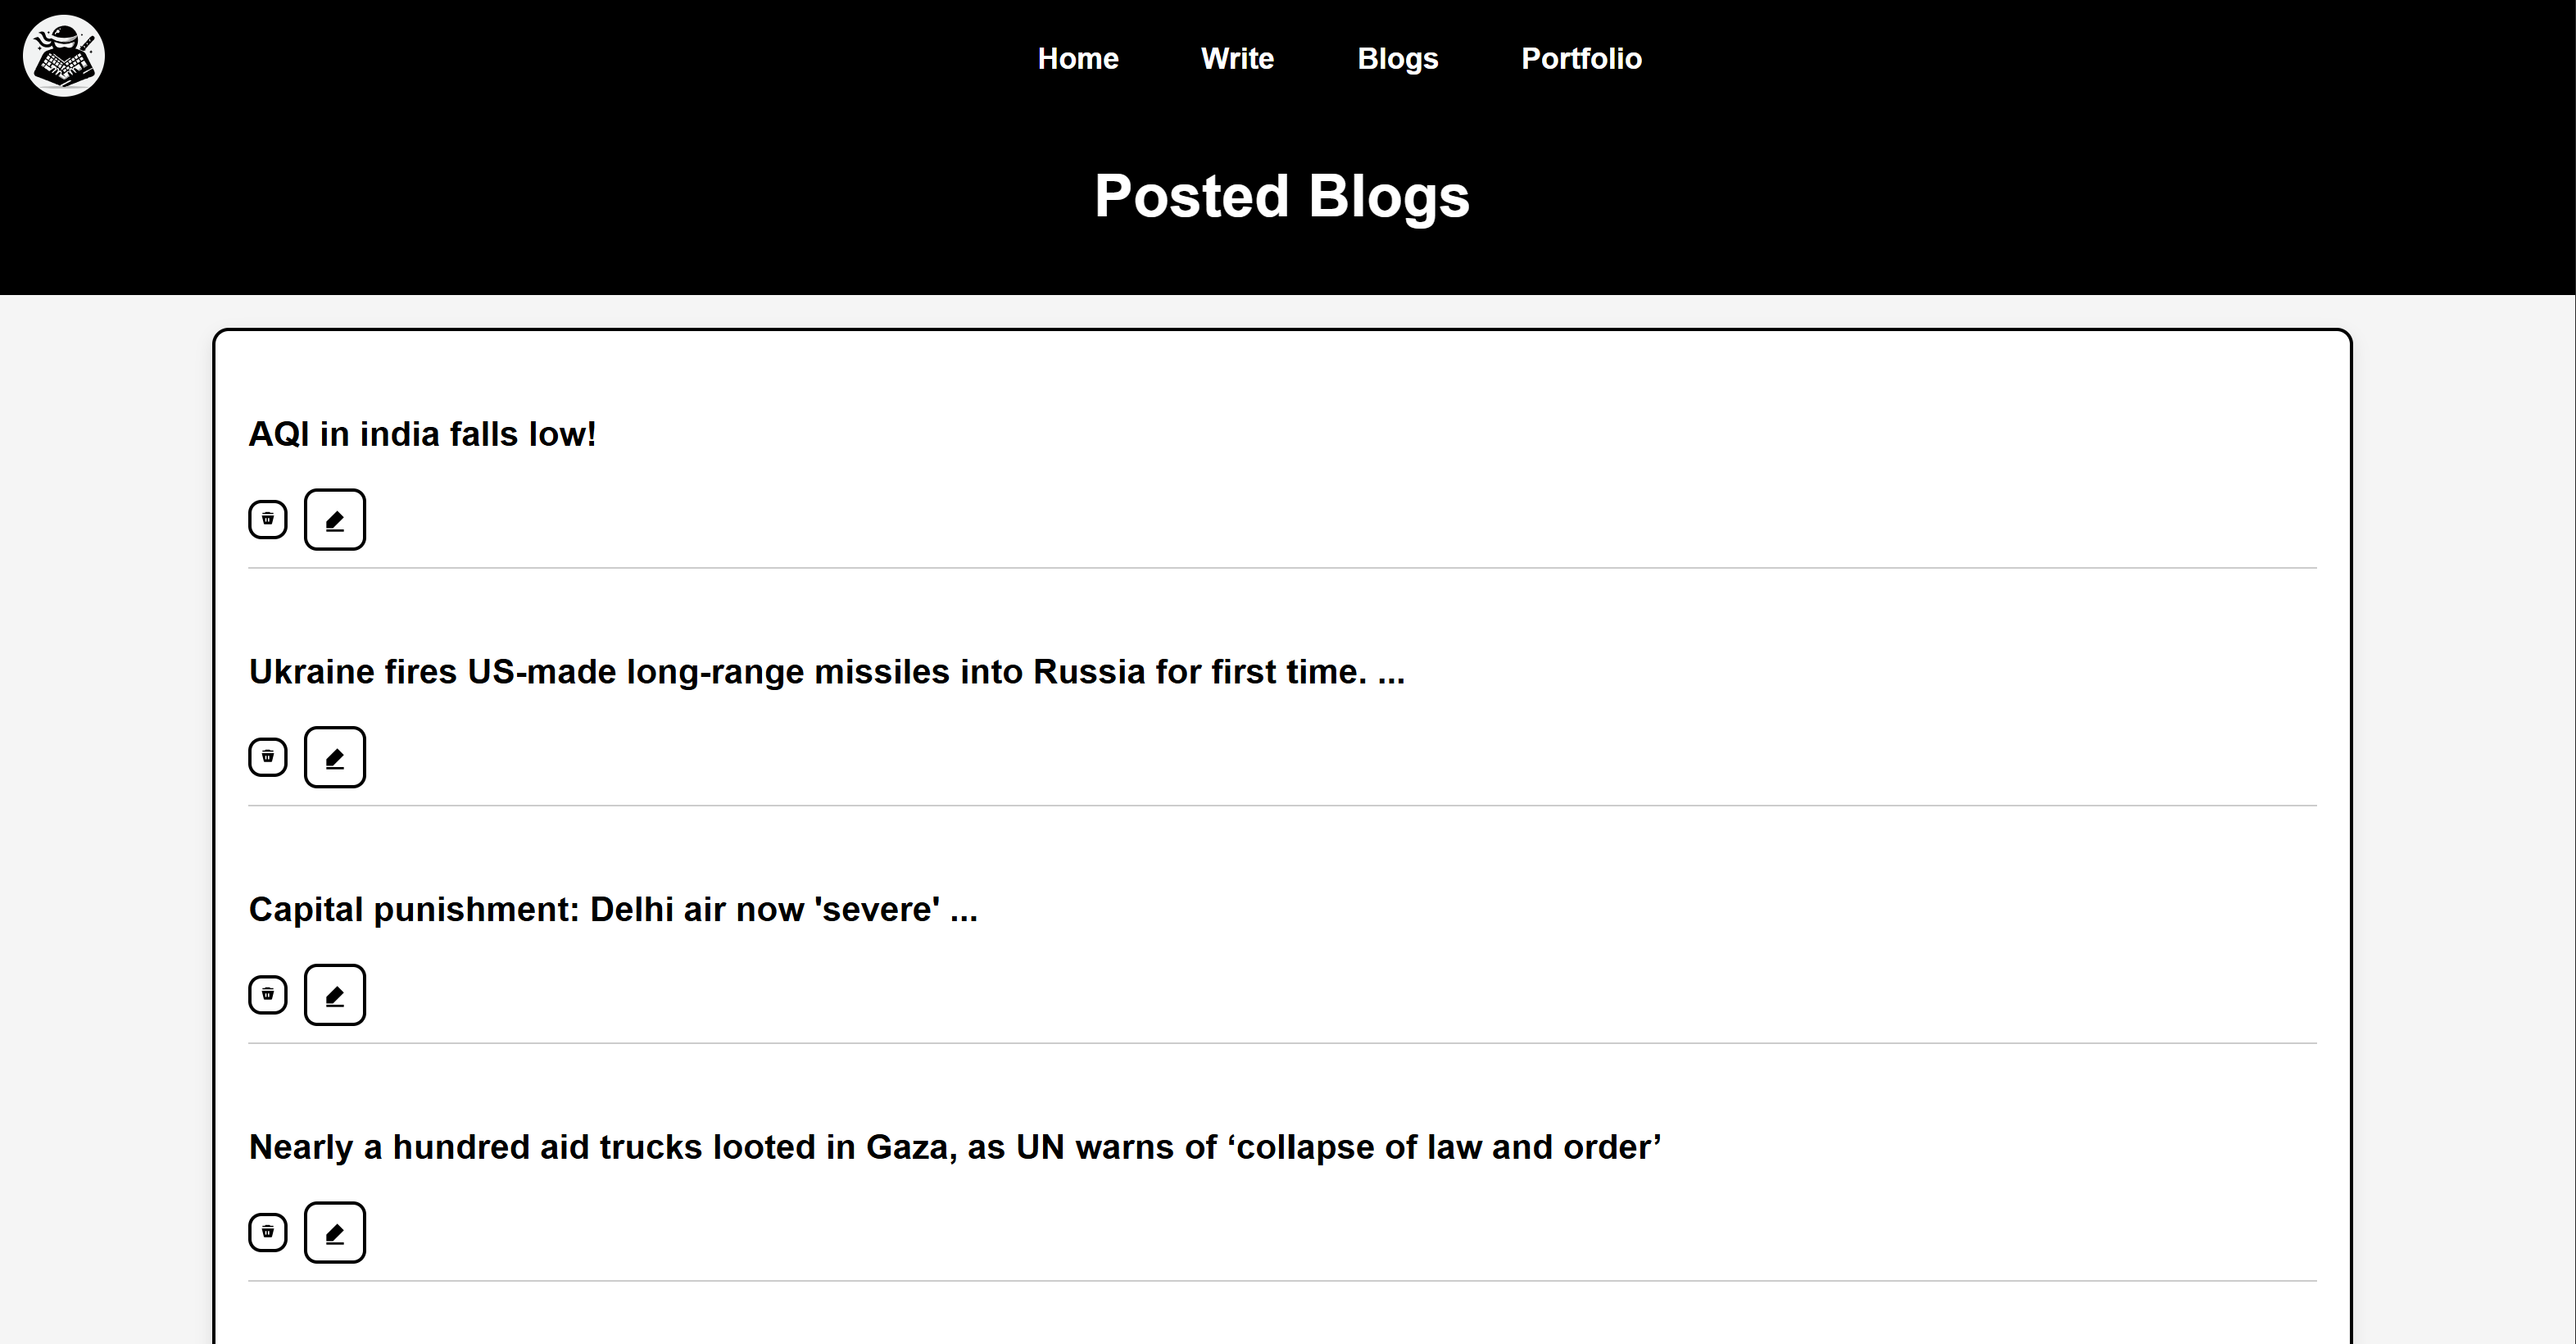 Home Write Blogs Portfolio
Posted Blogs
AQI in india falls low!
Ukraine fires US-made long-range missiles into Russia for first time. ...
Capital punishment: Delhi air now 'severe' ...
Nearly a hundred aid trucks looted in Gaza, as UN warns of ‘collapse of law and order’